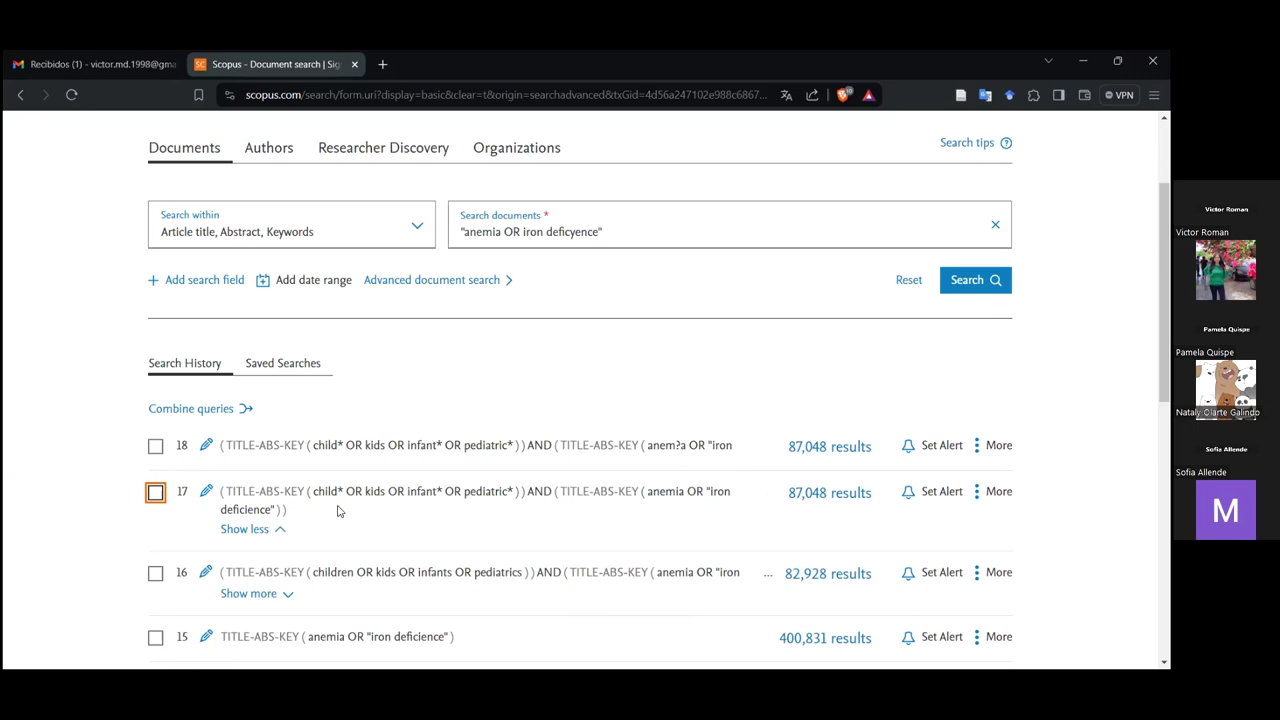 Recibidos (1) - victor.md.1998@gma
Scopus - Document search | Sig
scopus.com/search/form.uri?display=basic&clear=t&origin=searchadvanced&txGid=4d56a247102e988c6867...
VPN
Documents Authors Researcher Discovery Organizations
Search tips
Search within
Article title, Abstract, Keywords
Search documents *
"anemia OR iron deficyence"
Add search field Add date range Advanced document search
Reset Search
Search History Saved Searches
Combine queries
18 ( TITLE-ABS-KEY ( child* OR kids OR infant* OR pediatric* ) ) AND ( TITLE-ABS-KEY ( anem?a OR "iron 87,048 results Set Alert More
17 ( TITLE-ABS-KEY ( child* OR kids OR infant* OR pediatric* ) ) AND ( TITLE-ABS-KEY ( anemia OR "iron 87,048 results Set Alert More
deficience" ) )
Show less
16 ( TITLE-ABS-KEY ( children OR kids OR infants OR pediatrics ) ) AND ( TITLE-ABS-KEY ( anemia OR "iron ... 82,928 results Set Alert More
Show more
15 TITLE-ABS-KEY ( anemia OR "iron deficience" ) 400,831 results Set Alert More
Victor Roman
Victor Roman
Pamela Quispe
Pamela Quispe
Nataly Olarte Galindo
Sofia Allende
Sofia Allende
M